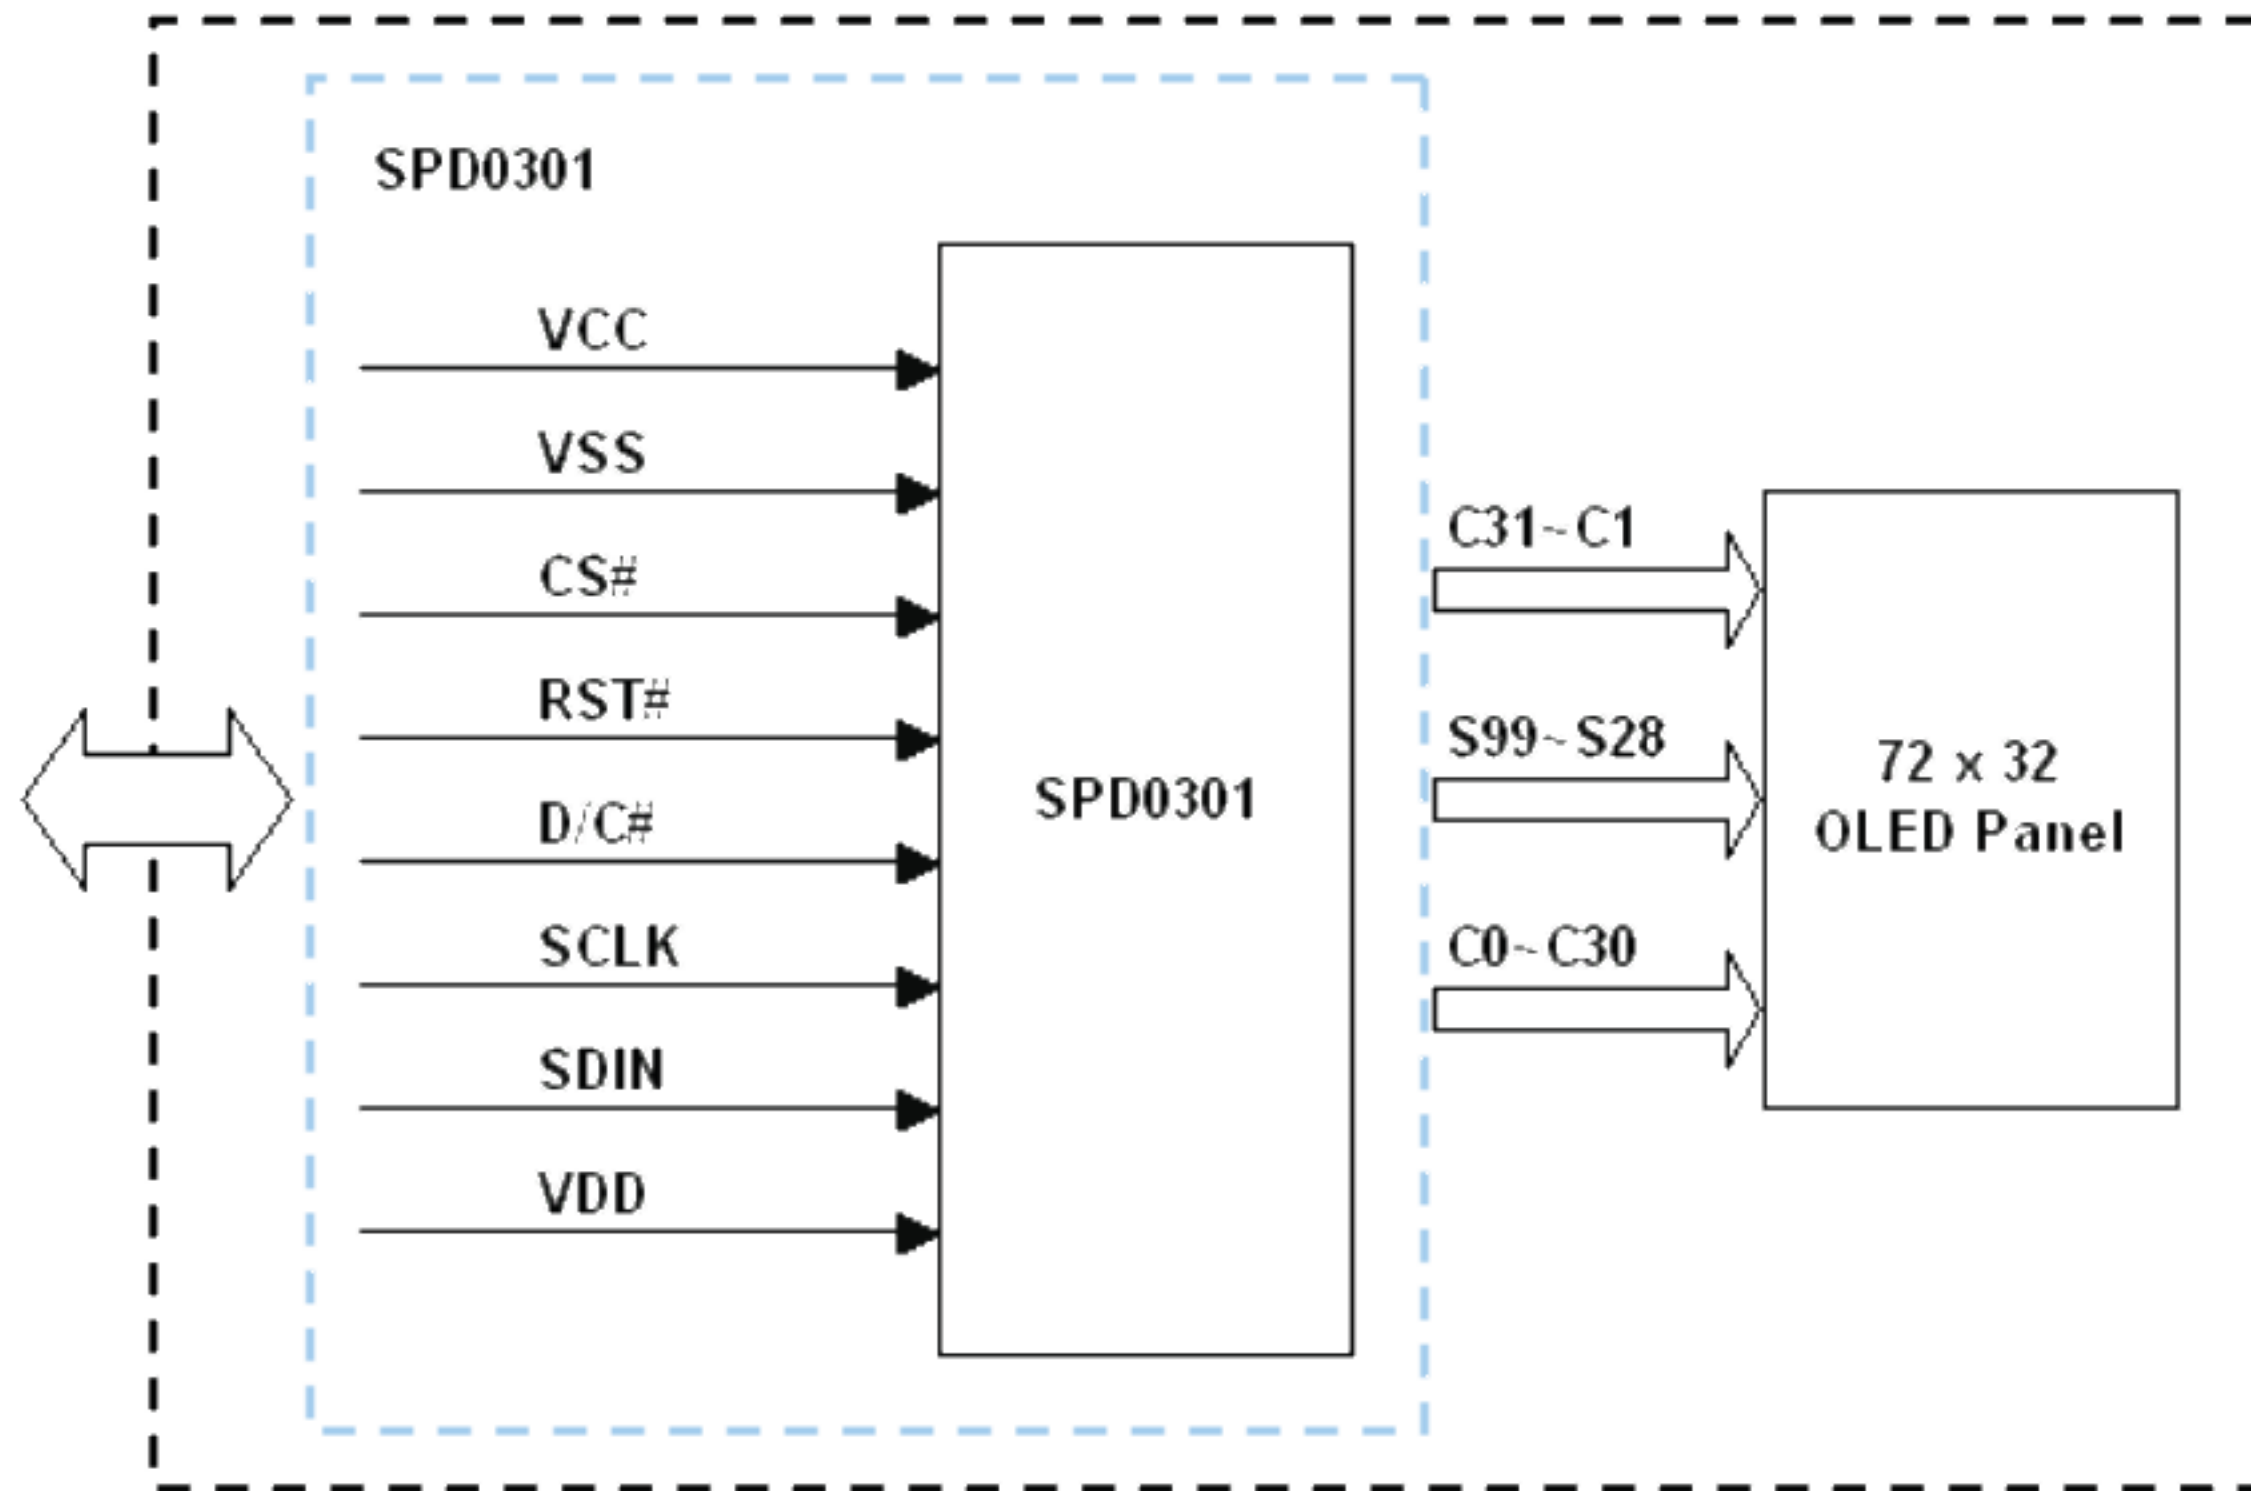 SPD0301
VCC
VSS
CS#
RST#
D/C#
SCLK
SDIN
VDD
SPD0301
C31~C1
S99~S28
C0~C30
72 x 32
OLED Panel